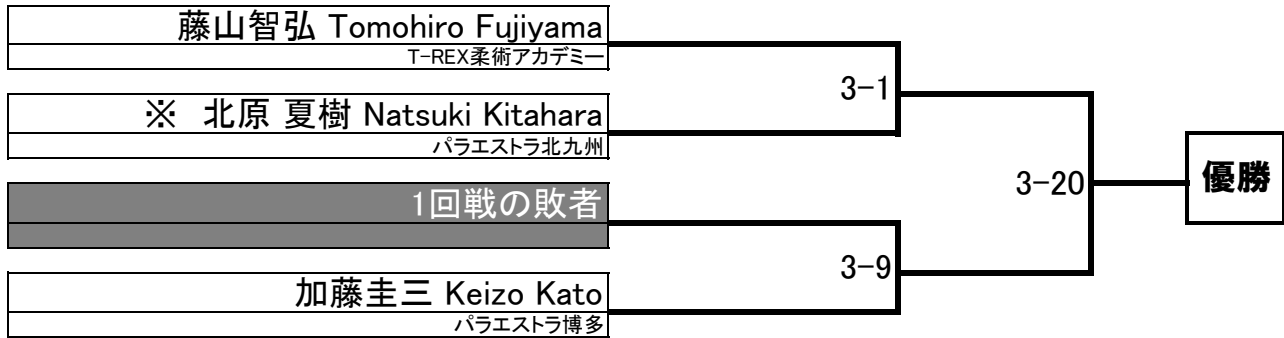 藤山智弘 Tomohiro Fujiyama
T-REX柔術アカデミー
3-1
※ 北原 夏樹 Natsuki Kitahara
パラエストラ北九州
3-20
優勝
1回戦の敗者
3-9
加藤圭三 Keizo Kato
パラエストラ博多